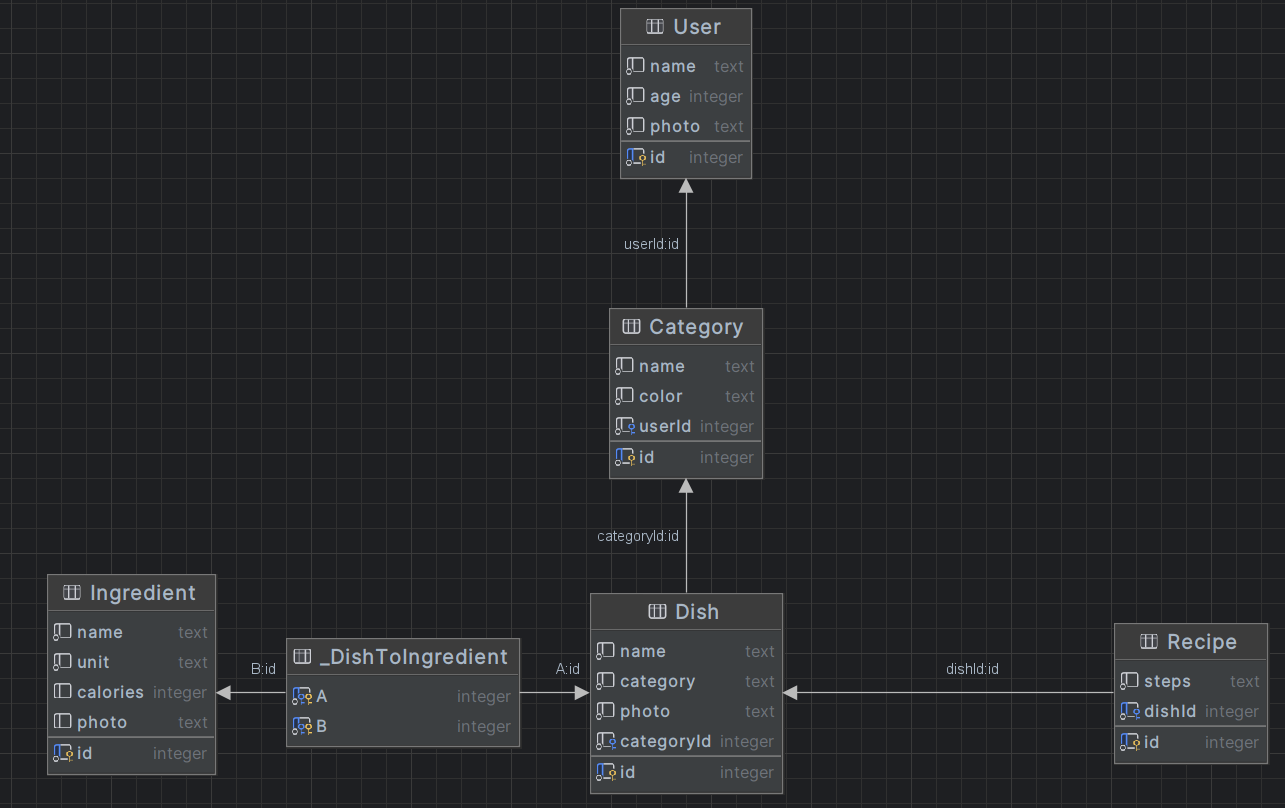 User
name text
age integer
photo text
id integer
userId:id
Category
name text
color text
userId integer
id integer
categoryId:id
Ingredient
name text
unit text
calories integer
photo text
id integer
B:id
_DishToIngredient
A integer
B integer
A:id
Dish
name text
category text
photo text
categoryId integer
id integer
dishId:id
Recipe
steps text
dishId integer
id integer